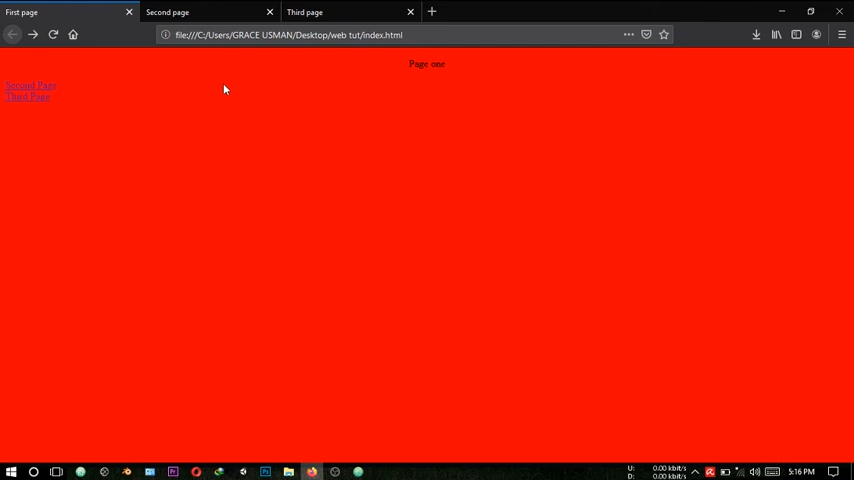 First page
Second page
Third page
file:///C:/Users/GRACE USMAN/Desktop/web tut/index.html
Page one
Second Page
Third Page
U: 0.00 kbit/s
D: 0.00 kbit/s
5:16 PM